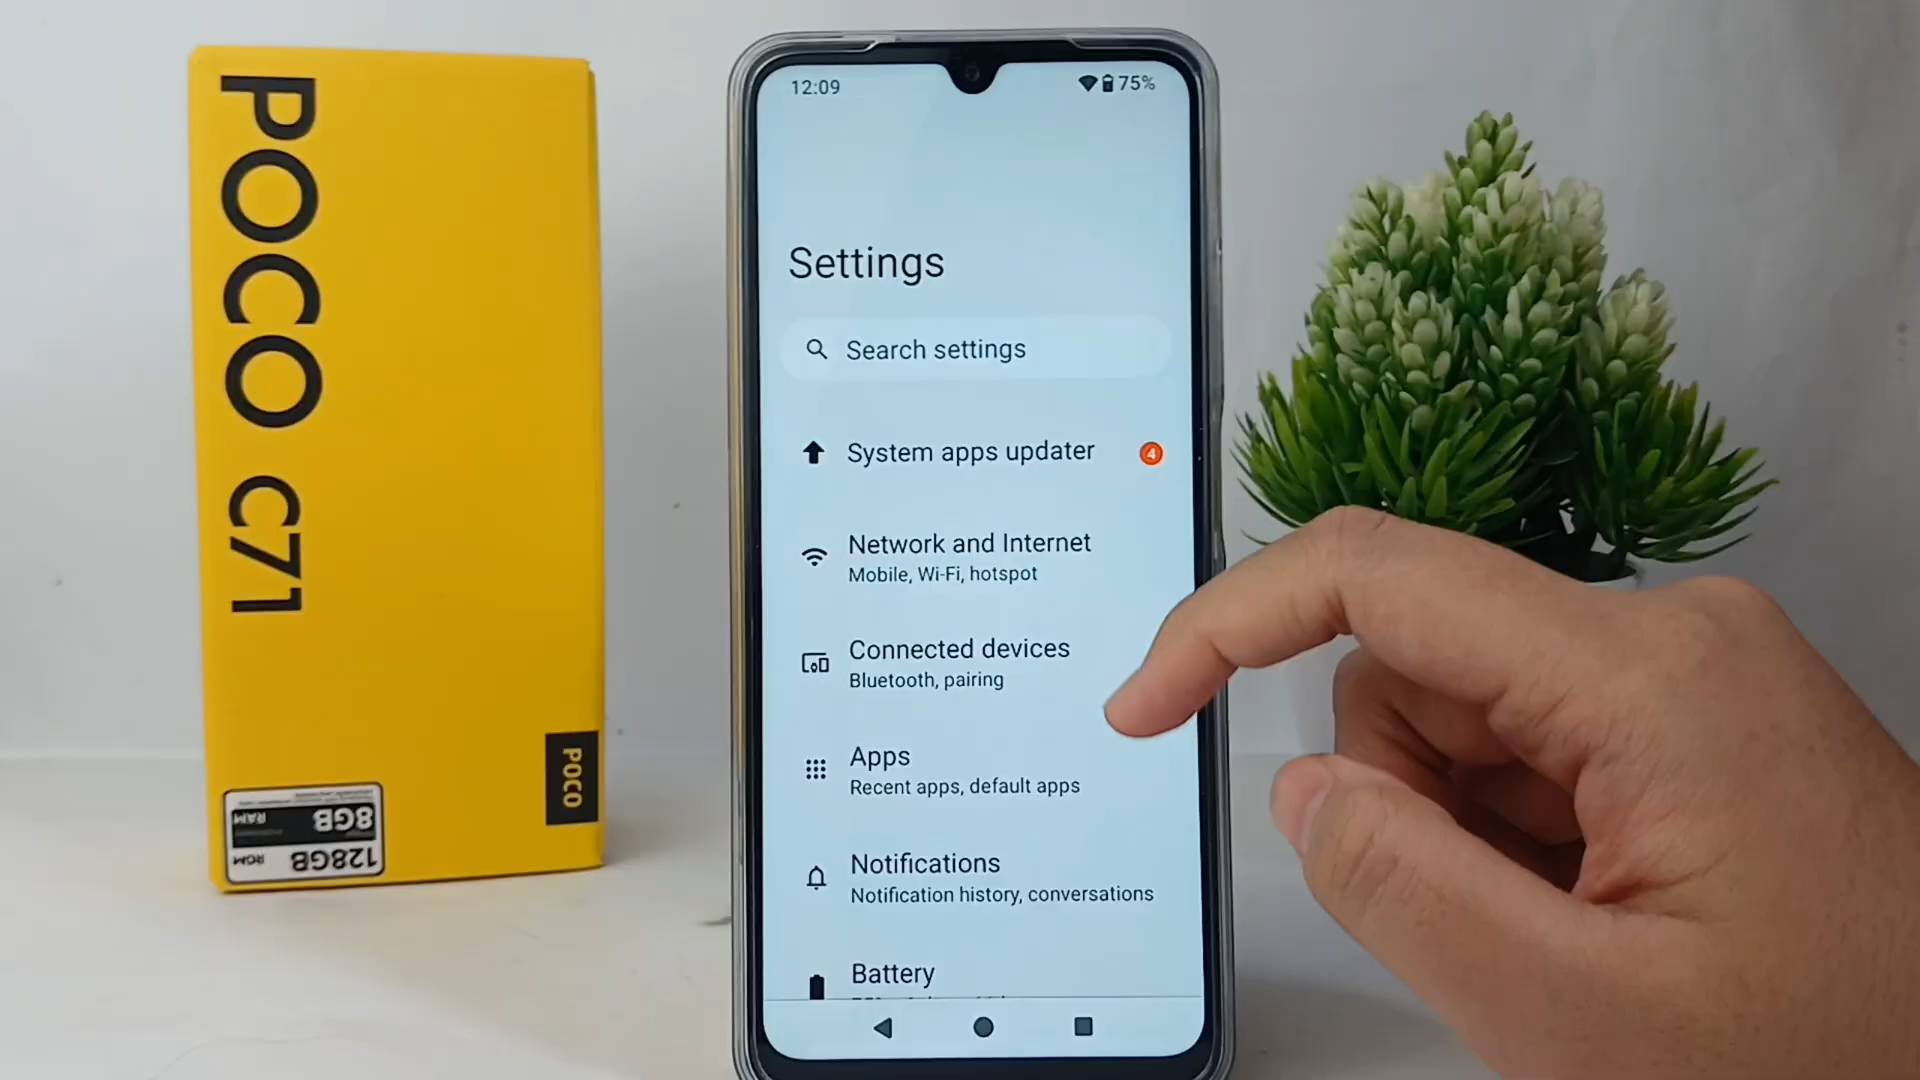 POCO C71
POCO
8GB RAM
128GB ROM
12:09
75%
Settings
Search settings
System apps updater
4
Network and Internet
Mobile, Wi-Fi, hotspot
Connected devices
Bluetooth, pairing
Apps
Recent apps, default apps
Notifications
Notification history, conversations
Battery